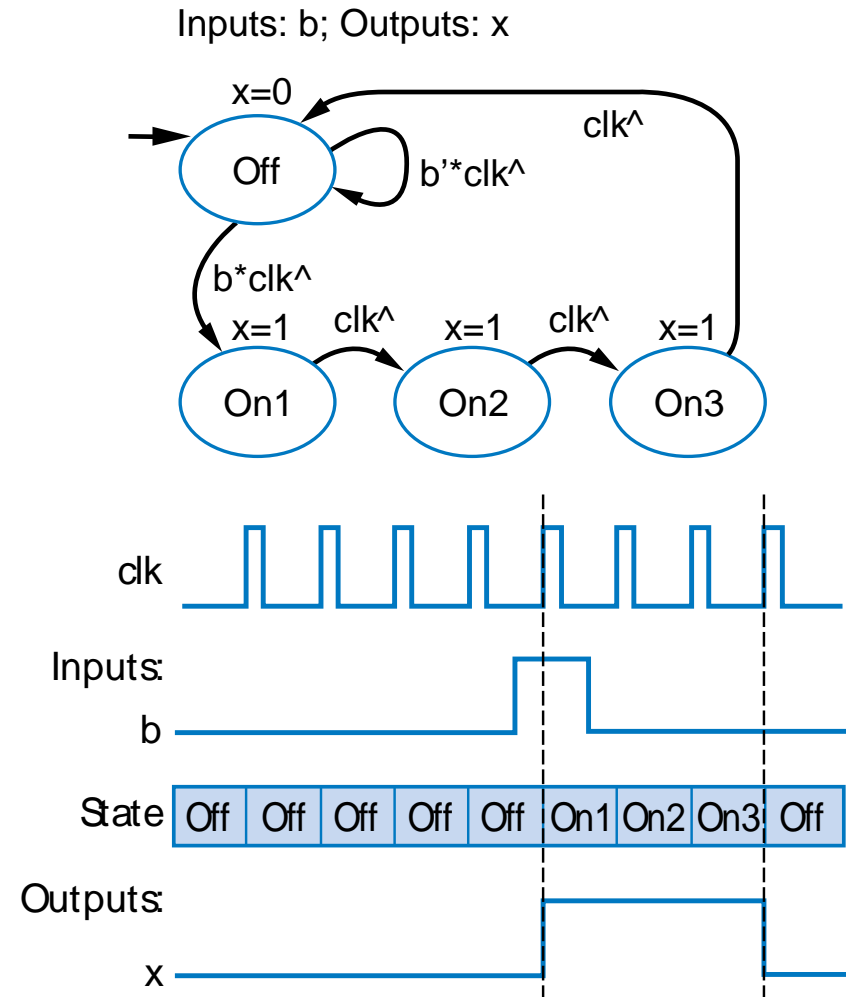 Inputs: b; Outputs: x
x=0
clk^
Off
b’*clk^
b*clk^
x=1
clk^
x=1
clk^
x=1
On1
On2
On3
clk
Inputs:
b
State Off Off Off Off Off On1 On2 On3 Off
Outputs:
x